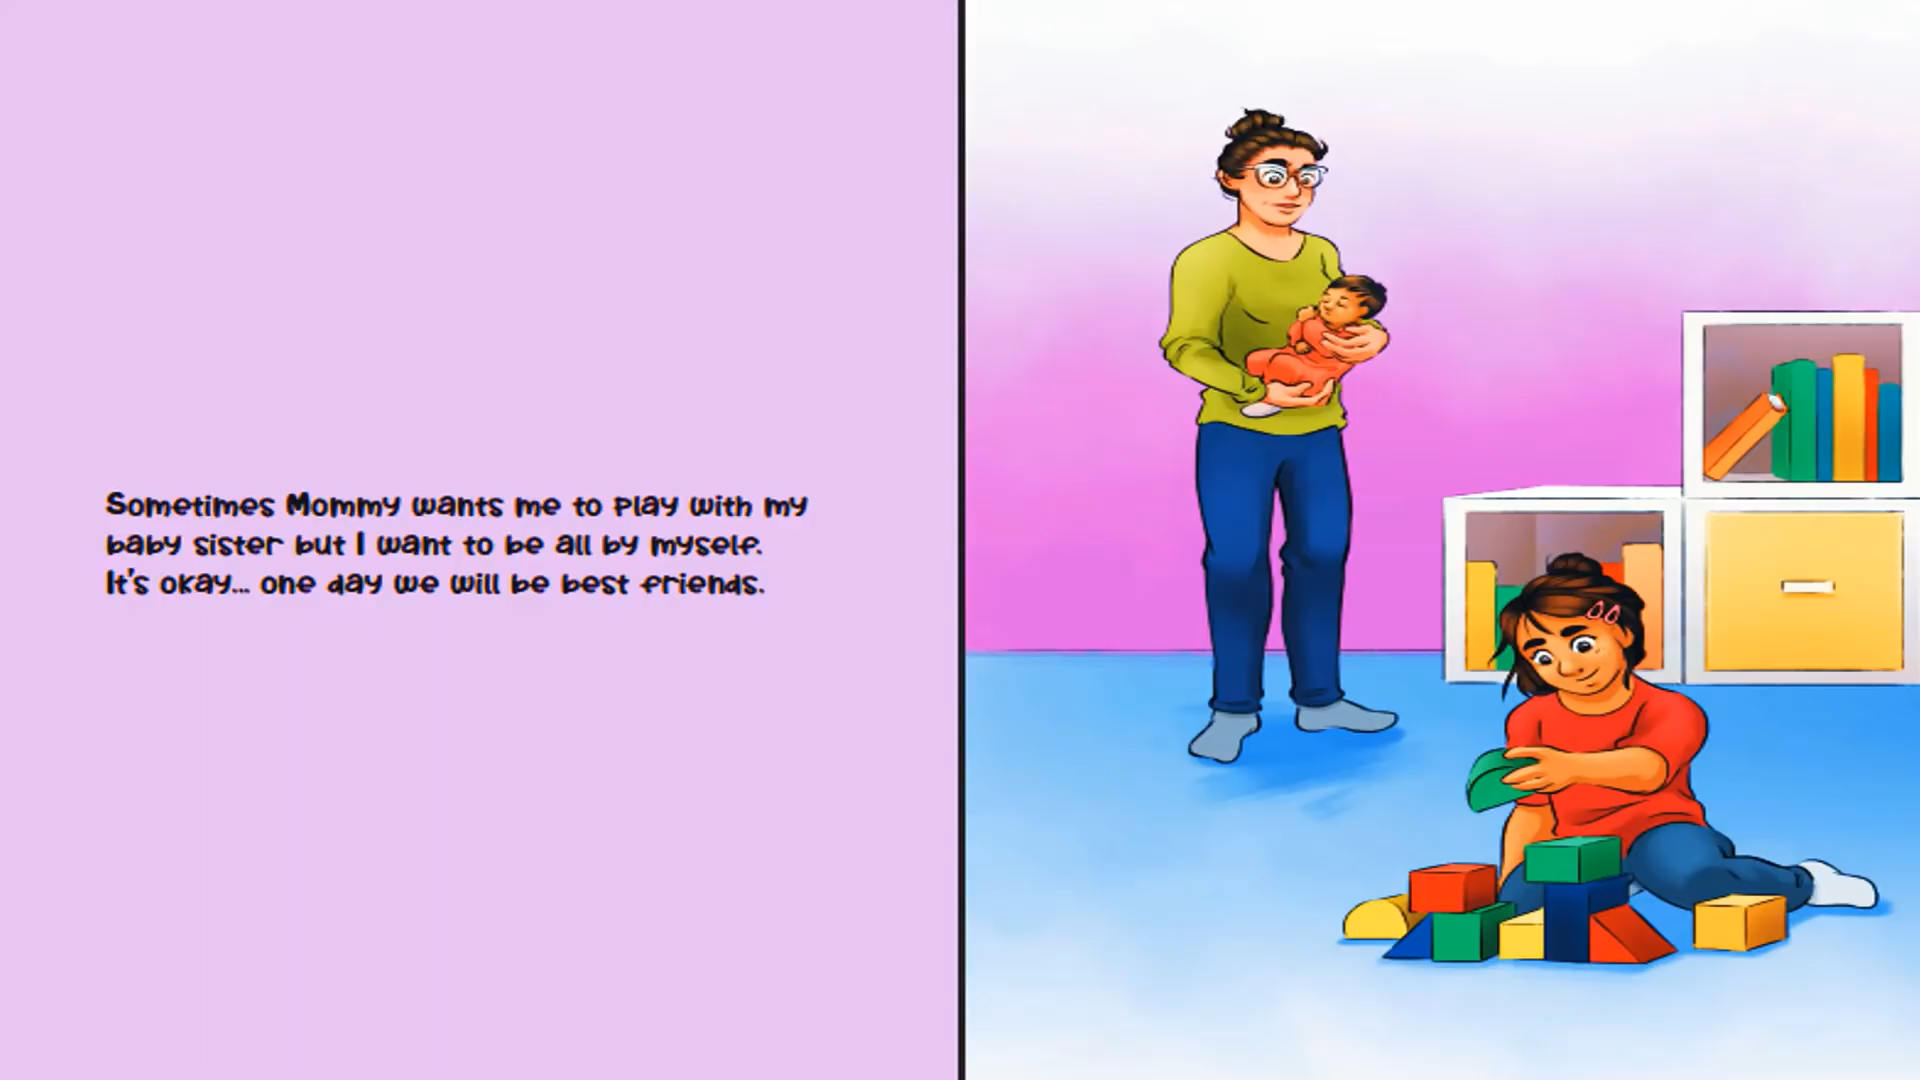 Sometimes Mommy wants me to play with my
baby sister but I want to be all by myself.
It's okay... one day we will be best friends.